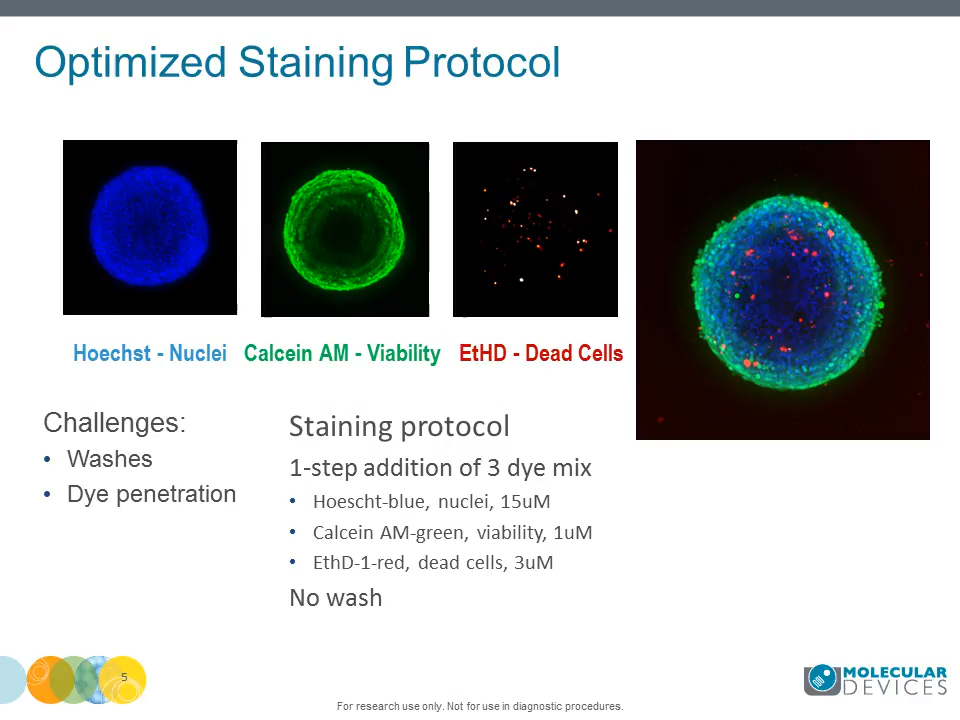 Optimized Staining Protocol
Hoechst - Nuclei
Calcein AM - Viability
EtHD - Dead Cells
Challenges:
• Washes
• Dye penetration
Staining protocol
1-step addition of 3 dye mix
• Hoescht-blue, nuclei, 15uM
• Calcein AM-green, viability, 1uM
• EthD-1-red, dead cells, 3uM
No wash
5
MOLECULAR
DEVICES
For research use only. Not for use in diagnostic procedures.